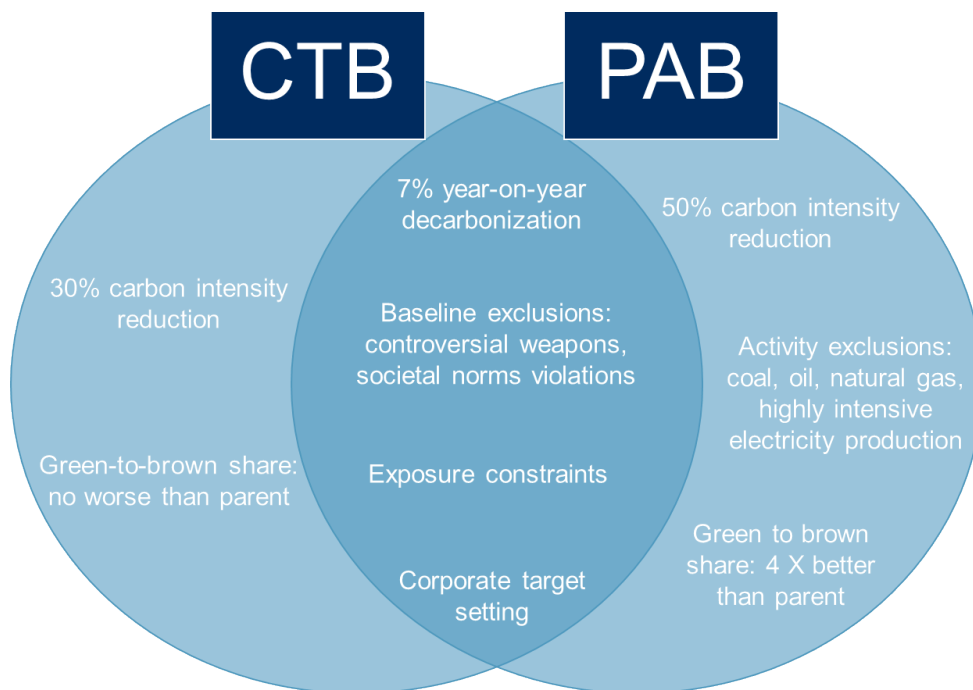 CTB
PAB
7% year-on-year
decarbonization
50% carbon intensity
reduction
30% carbon intensity
reduction
Baseline exclusions:
controversial weapons,
societal norms violations
Activity exclusions:
coal, oil, natural gas,
highly intensive
electricity production
Green-to-brown share:
no worse than parent
Exposure constraints
Green to brown
share: 4 X better
than parent
Corporate target
setting